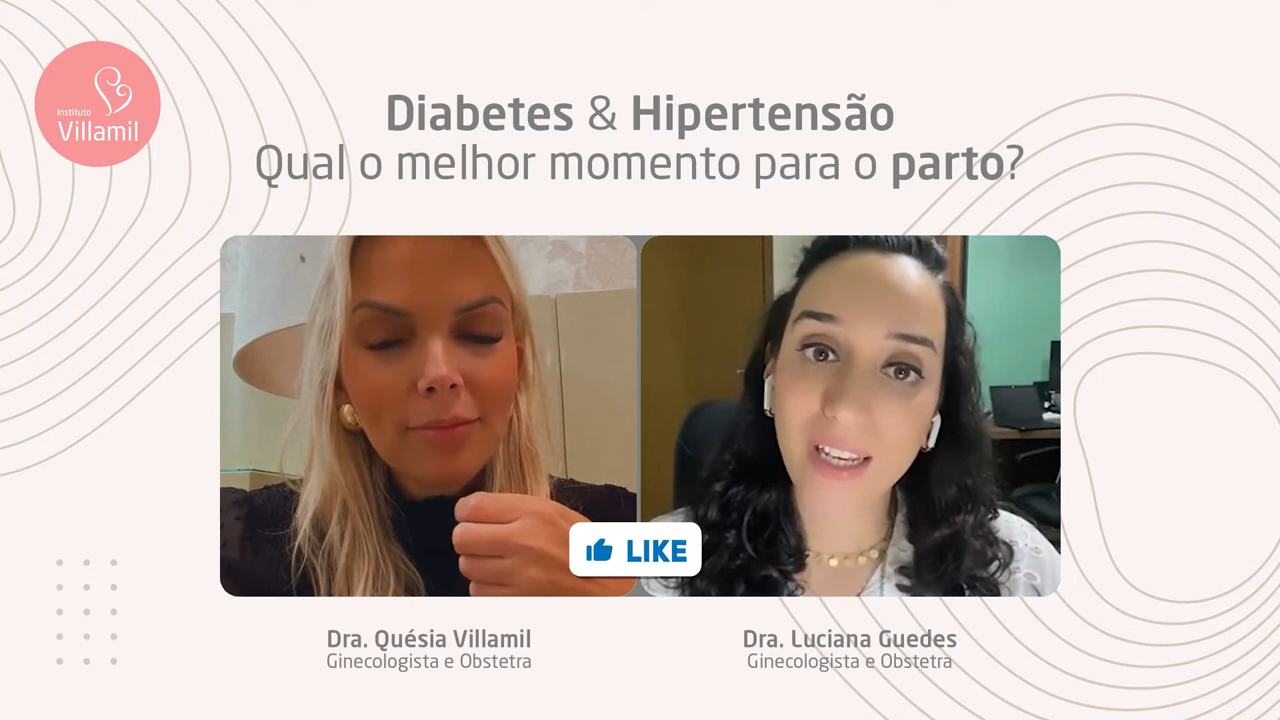 Instituto
Villamil
Diabetes & Hipertensão
Qual o melhor momento para o parto?
LIKE
Dra. Quésia Villamil
Ginecologista e Obstetra
Dra. Luciana Guedes
Ginecologista e Obstetra